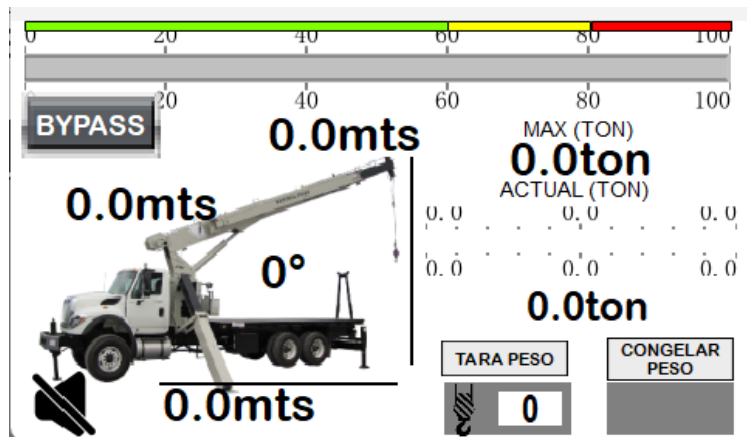 0 20 40 60 80 100
0 20 40 60 80 100
BYPASS
0.0mts
MAX (TON)
0.0ton
ACTUAL (TON)
0.0mts
0. 0 0. 0 0. 0
0°
0. 0 0. 0 0. 0
0.0ton
TARA PESO
CONGELAR
PESO
0.0mts
0